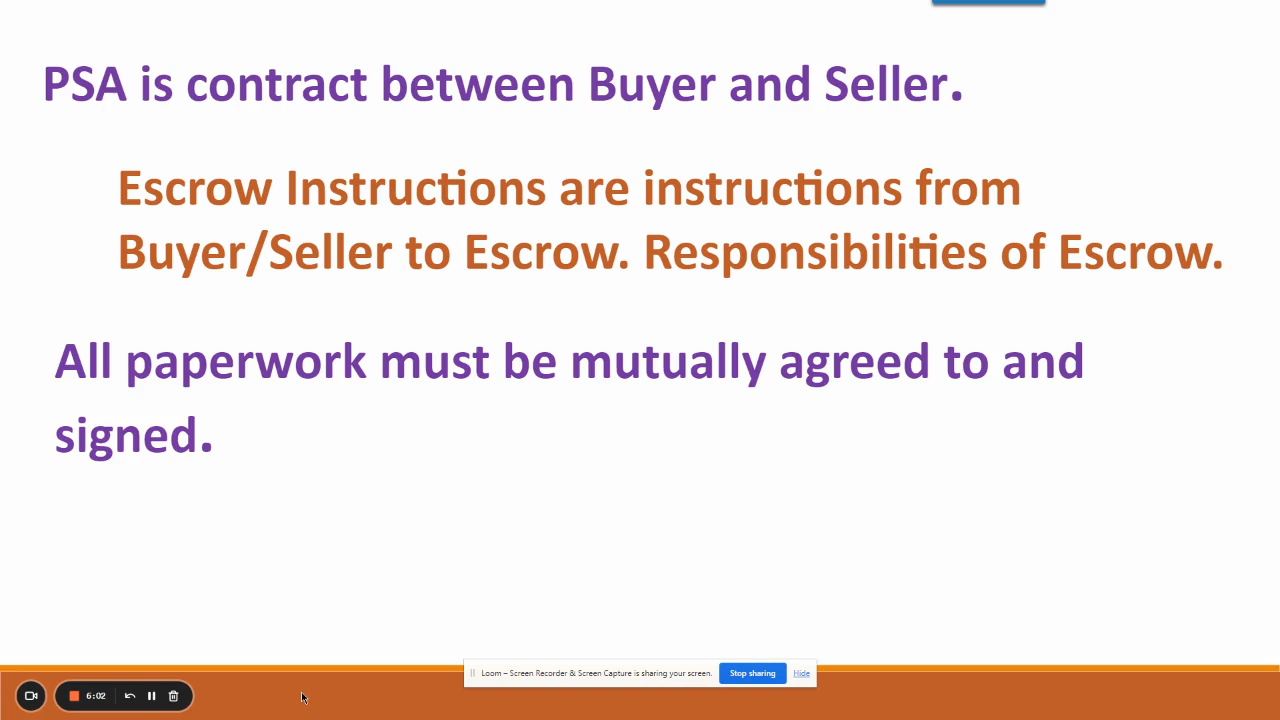 PSA is contract between Buyer and Seller.
Escrow Instructions are instructions from
Buyer/Seller to Escrow. Responsibilities of Escrow.
All paperwork must be mutually agreed to and
signed.
Loom – Screen Recorder & Screen Capture is sharing your screen. Stop sharing Hide
6:02